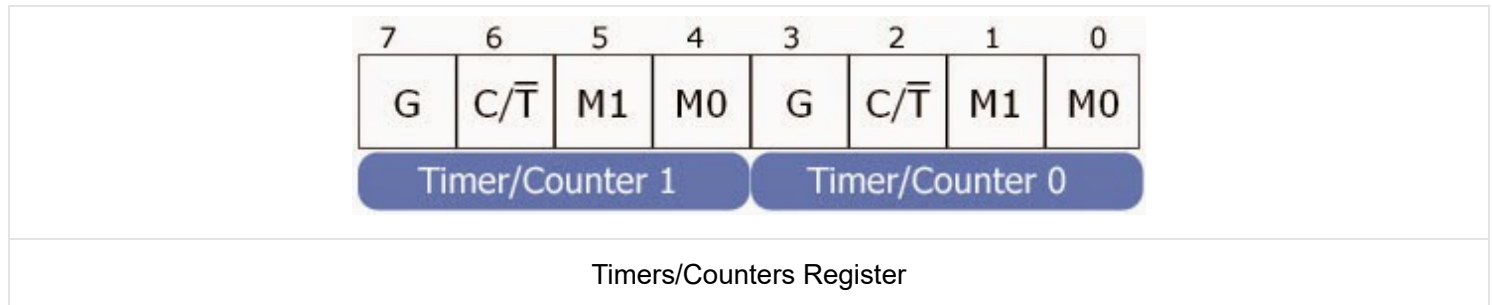 7 6 5 4 3 2 1 0
G C/T̅ M1 M0 G C/T̅ M1 M0
Timer/Counter 1 Timer/Counter 0
Timers/Counters Register